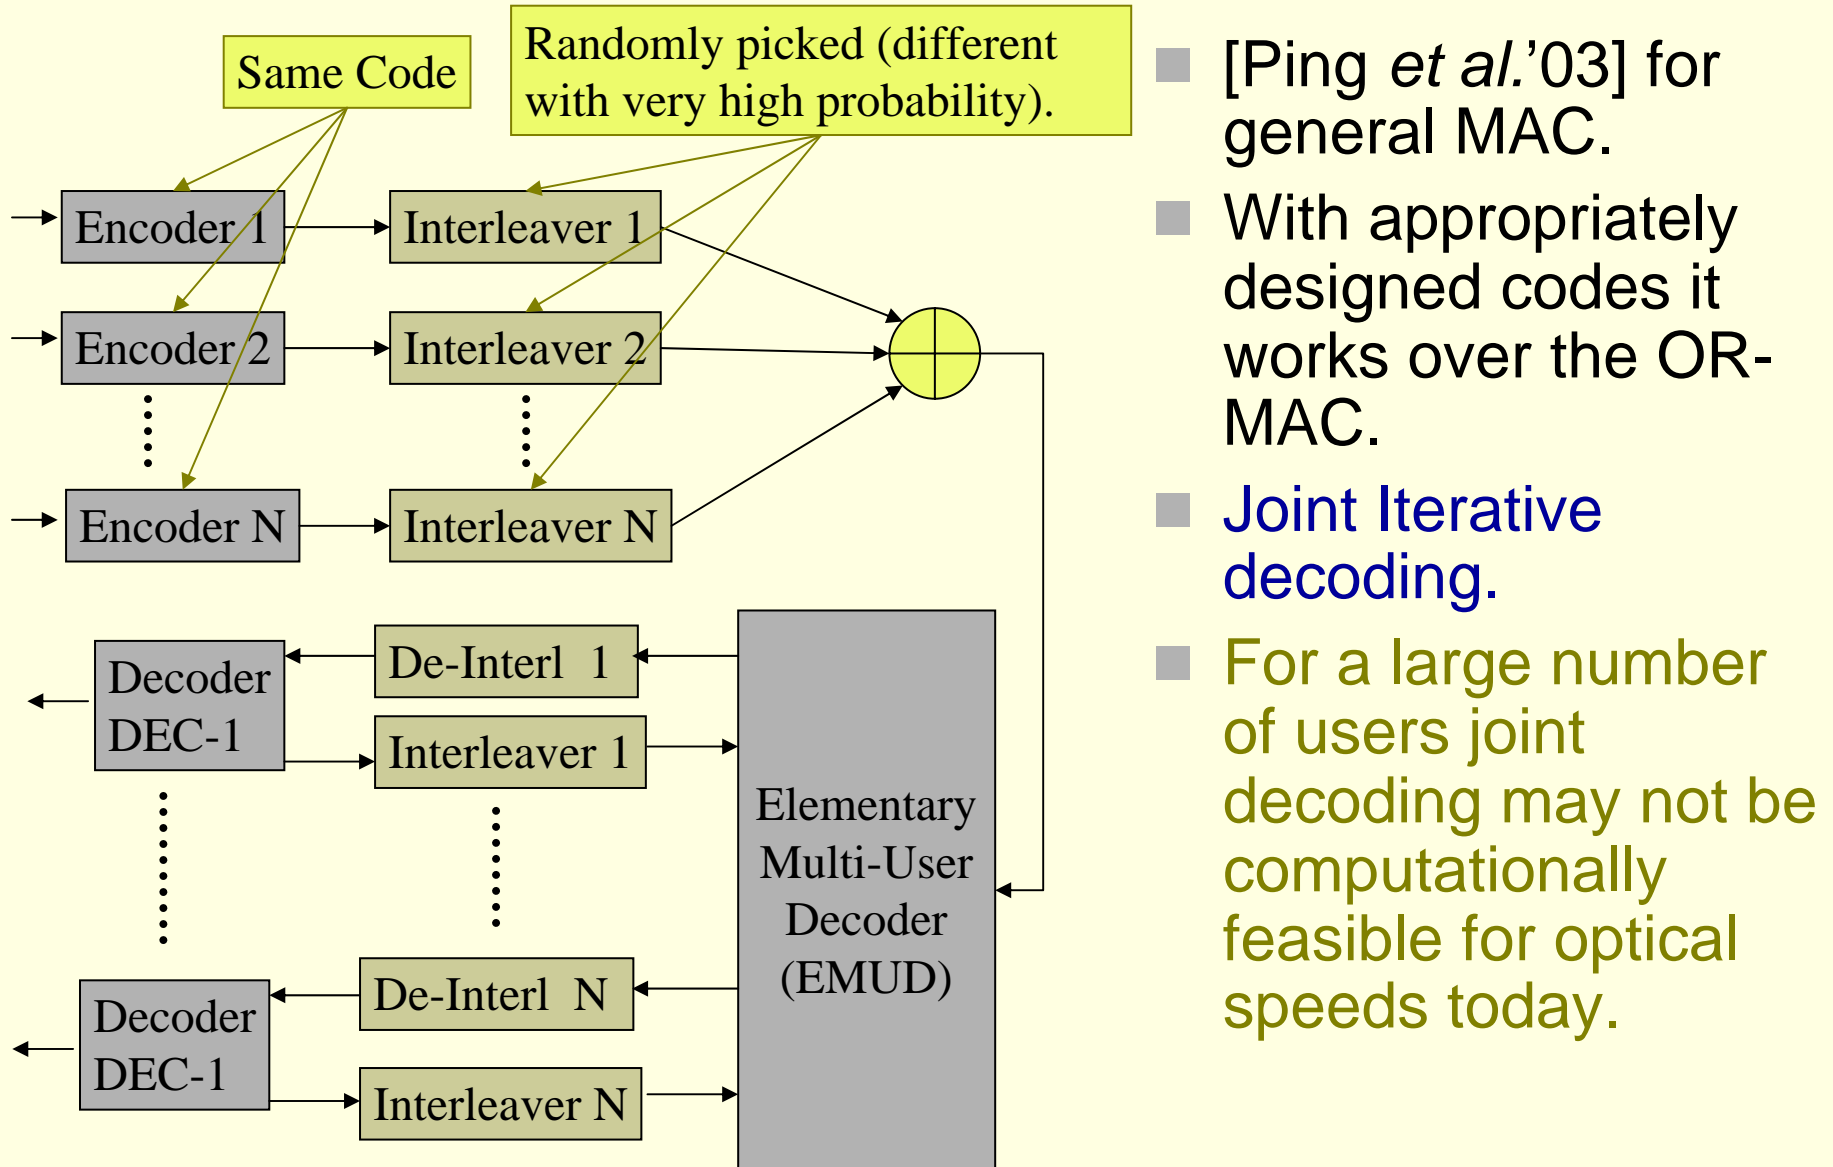 Same Code
Randomly picked (different
with very high probability).
Encoder 1
Interleaver 1
Encoder 2
Interleaver 2
Encoder N
Interleaver N
Decoder
DEC-1
De-Interl 1
Interleaver 1
Elementary
Multi-User
Decoder
(EMUD)
Decoder
DEC-1
De-Interl N
Interleaver N
[Ping et al.’03] for
general MAC.
With appropriately
designed codes it
works over the OR-
MAC.
Joint Iterative
decoding.
For a large number
of users joint
decoding may not be
computationally
feasible for optical
speeds today.